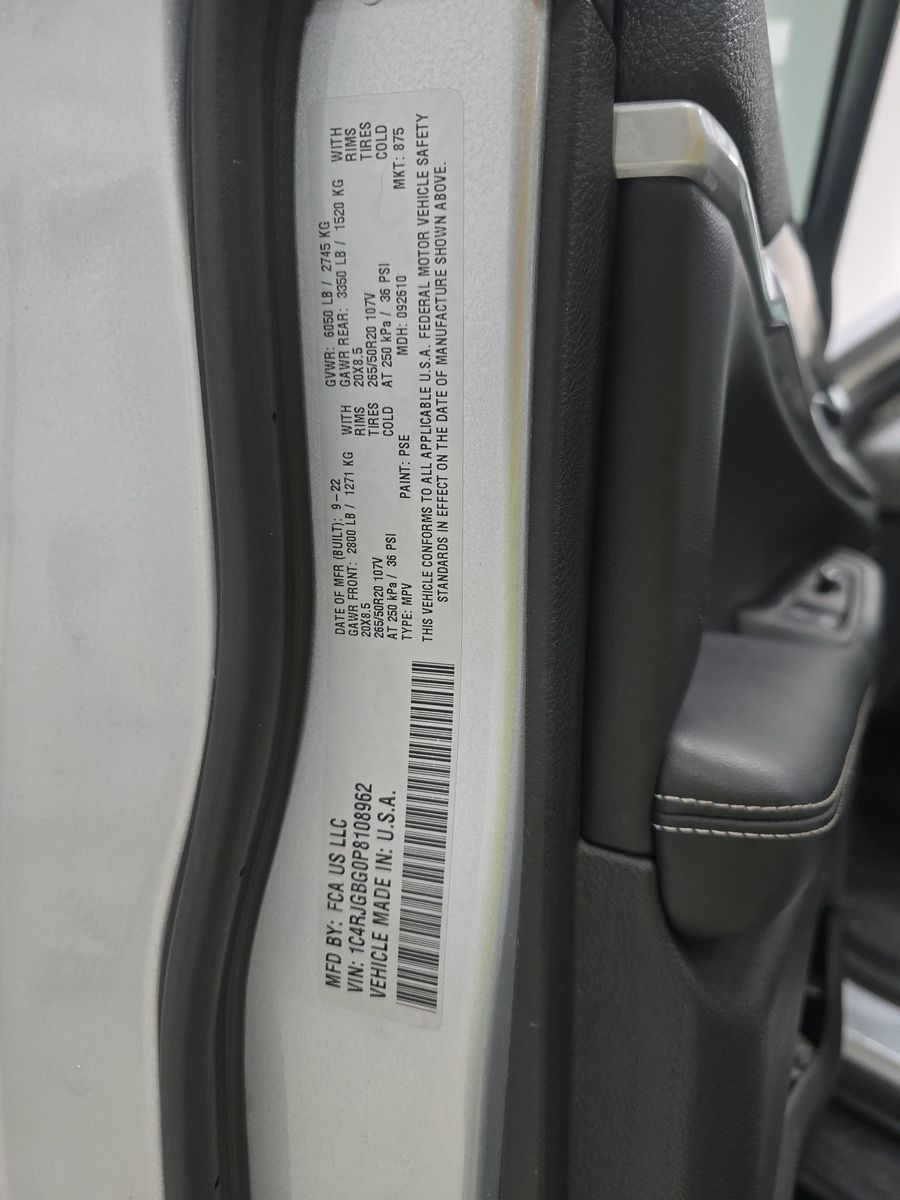 MFD BY: FCA US LLC
VIN: 1C4RJGBG0P8108962
VEHICLE MADE IN: U.S.A.
DATE OF MFR (BUILT): 9-22 GVWR: 6050 LB / 2745 KG
GAWR FRONT: 2800 LB / 1271 KG WITH GAWR REAR: 3350 LB / 1520 KG WITH
20X8.5 RIMS 20X8.5 RIMS
265/50R20 107V TIRES 265/50R20 107V TIRES
AT 250 kPa / 36 PSI COLD AT 250 kPa / 36 PSI COLD
TYPE: MPV PAINT: PSE MDH: 092610 MKT: 875
THIS VEHICLE CONFORMS TO ALL APPLICABLE U.S.A. FEDERAL MOTOR VEHICLE SAFETY
STANDARDS IN EFFECT ON THE DATE OF MANUFACTURE SHOWN ABOVE.